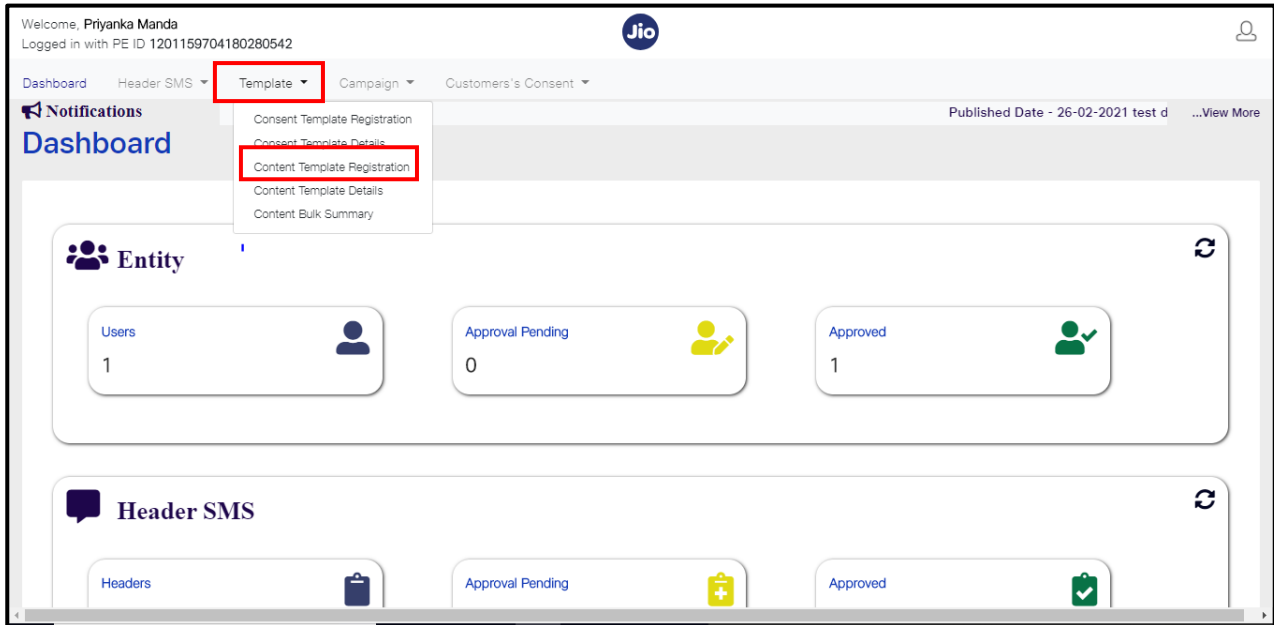 Welcome, Priyanka Manda
Logged in with PE ID 1201159704180280542
Jio
Dashboard Header SMS Template Campaign Customers's Consent
Notifications
Published Date - 26-02-2021 test d ...View More
Dashboard
Consent Template Registration
Consent Template Details
Content Template Registration
Content Template Details
Content Bulk Summary
Entity
Users Approval Pending Approved
1 0 1
Header SMS
Headers Approval Pending Approved